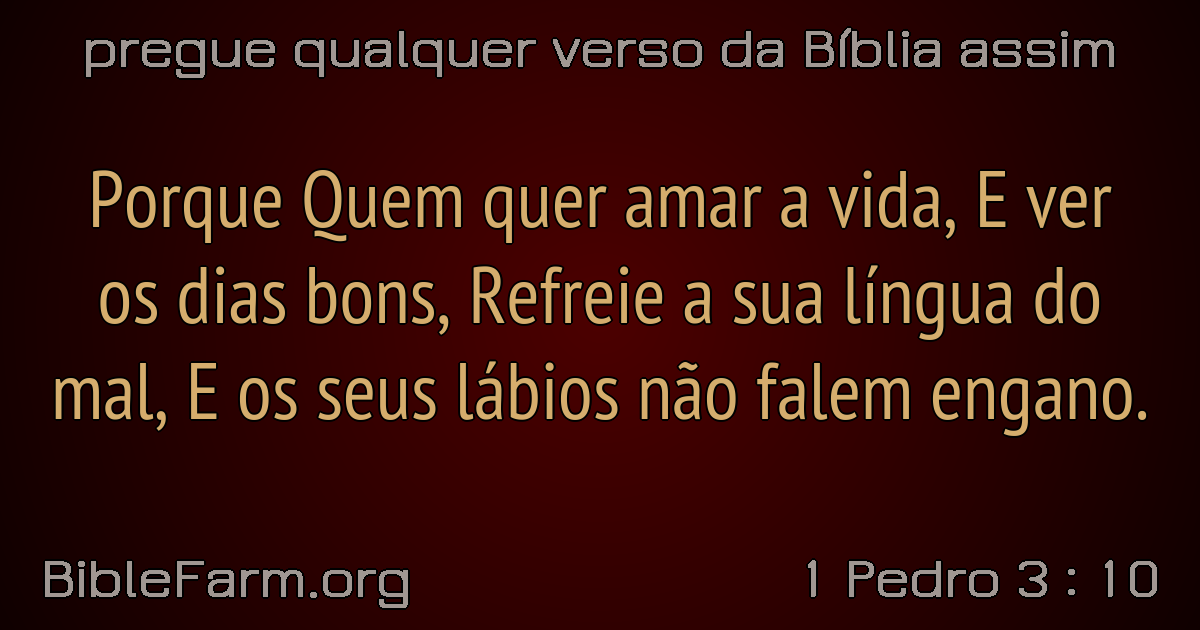 pregue qualquer verso da Bíblia assim
Porque Quem quer amar a vida, E ver
os dias bons, Refreie a sua língua do
mal, E os seus lábios não falem engano.
BibleFarm.org
1 Pedro 3 : 10